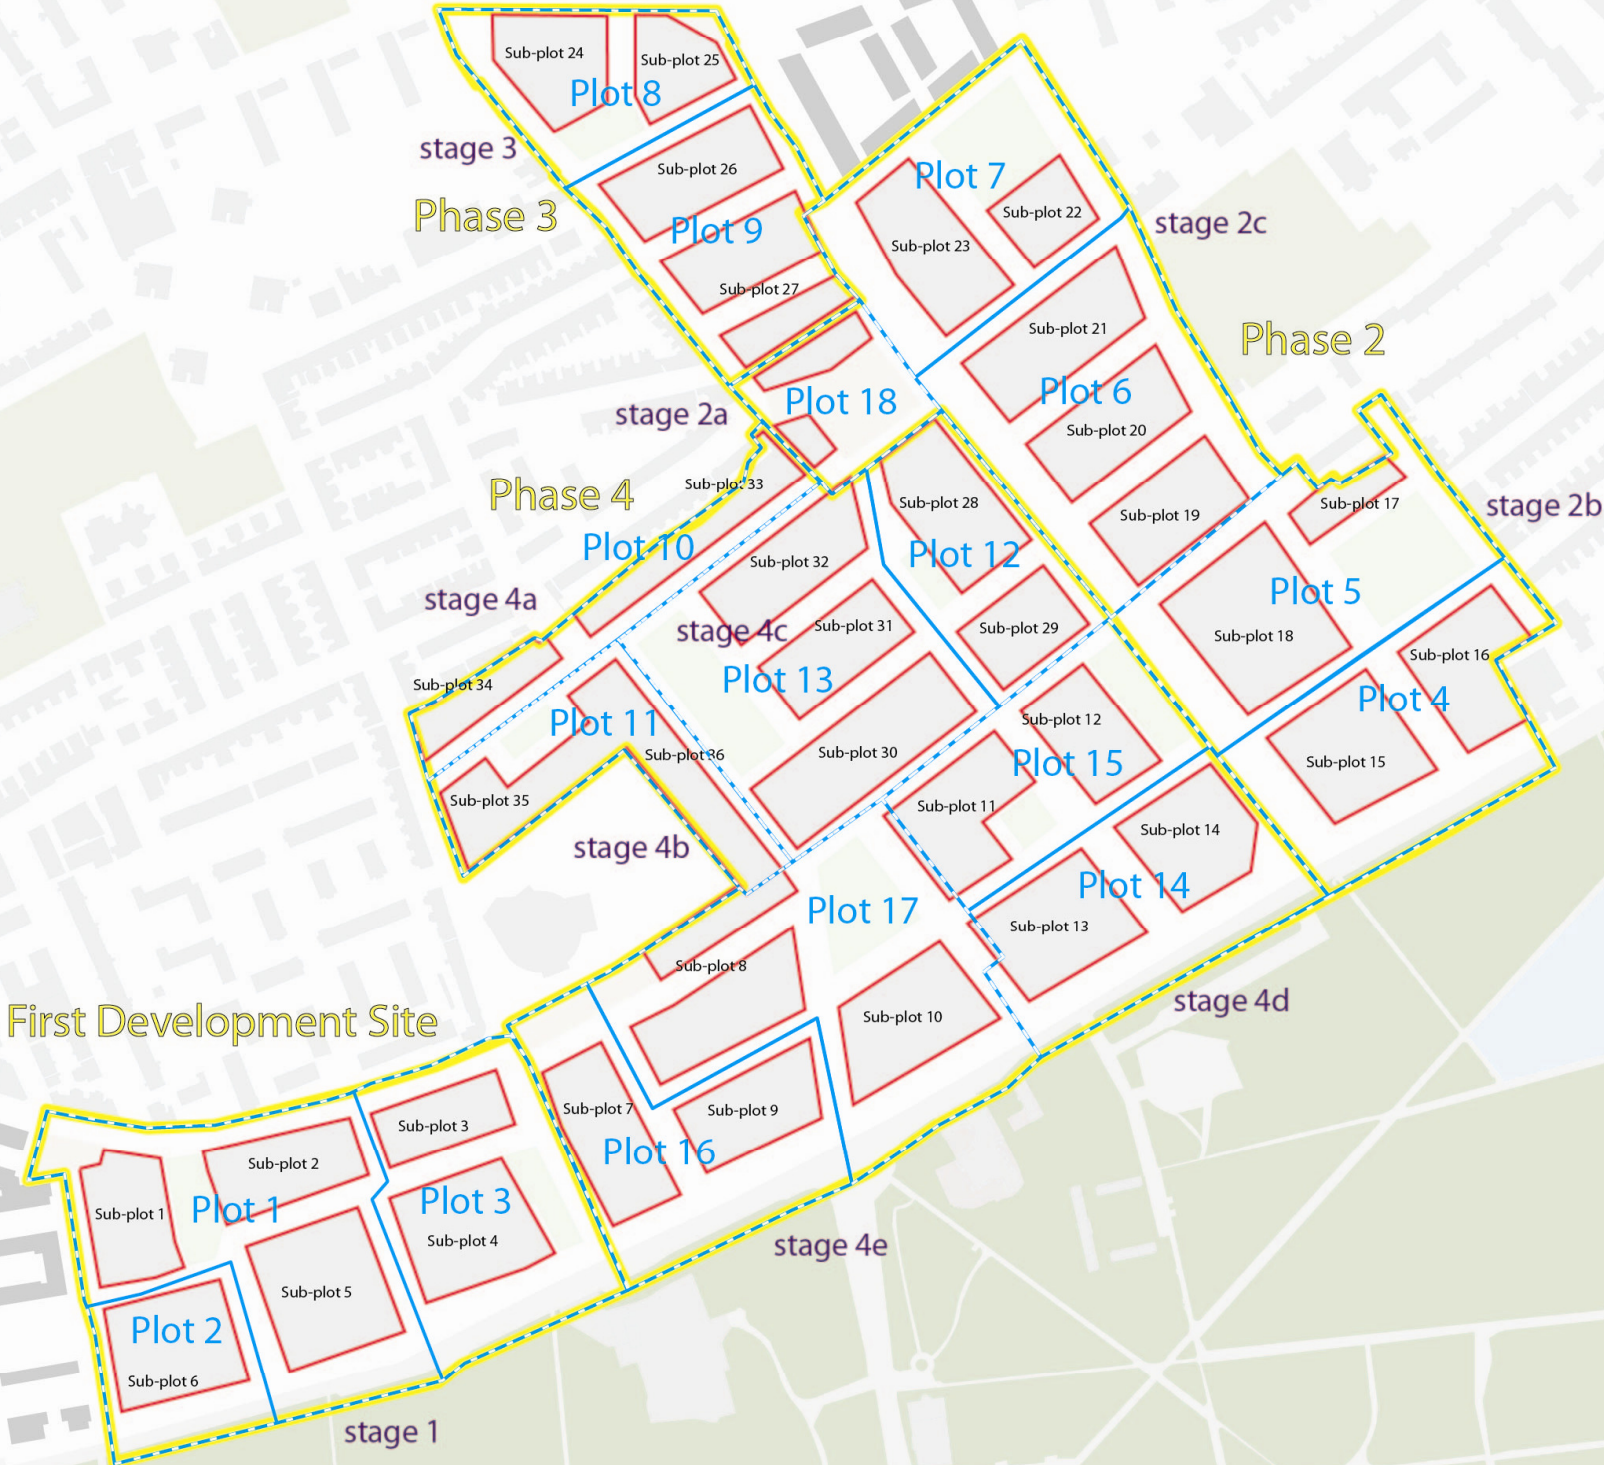 Sub-plot 24
Sub-plot 25
Plot 8
stage 3
Sub-plot 26
Plot 7
Phase 3
Sub-plot 22
stage 2c
Plot 9
Sub-plot 23
Sub-plot 27
Sub-plot 21
Phase 2
Plot 6
Plot 18
stage 2a
Sub-plot 20
Sub-plot 33
Phase 4
Sub-plot 28
Sub-plot 19
Sub-plot 17
stage 2b
Plot 10
Plot 12
Sub-plot 32
Plot 5
stage 4a
Sub-plot 31
stage 4c
Sub-plot 29
Sub-plot 18
Sub-plot 16
Sub-plot 34
Plot 13
Plot 4
Plot 11
Sub-plot 12
Sub-plot 36
Sub-plot 30
Plot 15
Sub-plot 15
Sub-plot 35
Sub-plot 11
Sub-plot 14
stage 4b
Plot 14
Plot 17
Sub-plot 13
Sub-plot 8
stage 4d
First Development Site
Sub-plot 10
Sub-plot 7
Sub-plot 9
Sub-plot 3
Plot 16
Sub-plot 2
Plot 3
Sub-plot 1
Plot 1
Sub-plot 4
stage 4e
Sub-plot 5
Plot 2
Sub-plot 6
stage 1